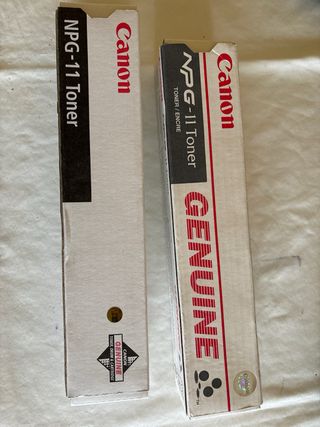 Canon
NPG-11 Toner
GENUINE
Canon
NPG-11 Toner
TONER / ENCRE
GENUINE